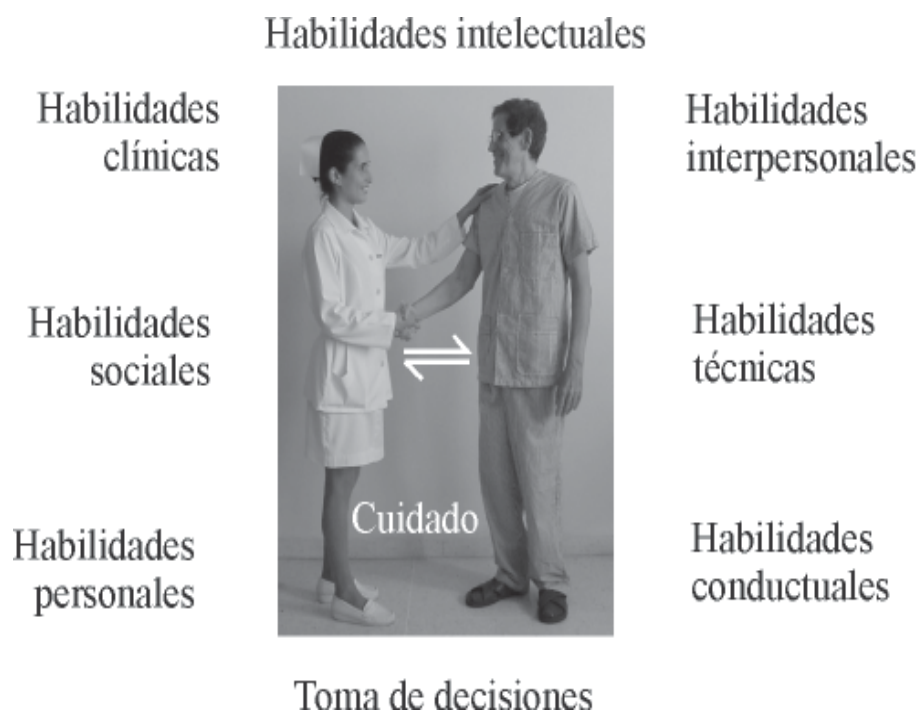 Habilidades intelectuales
Habilidades
clínicas
Habilidades
interpersonales
Habilidades
sociales
Habilidades
técnicas
Cuidado
Habilidades
personales
Habilidades
conductuales
Toma de decisiones